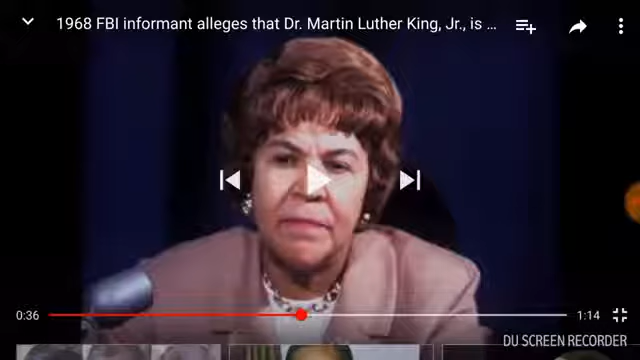 1968 FBI informant alleges that Dr. Martin Luther King, Jr., is ...
0:36
1:14
DU SCREEN RECORDER